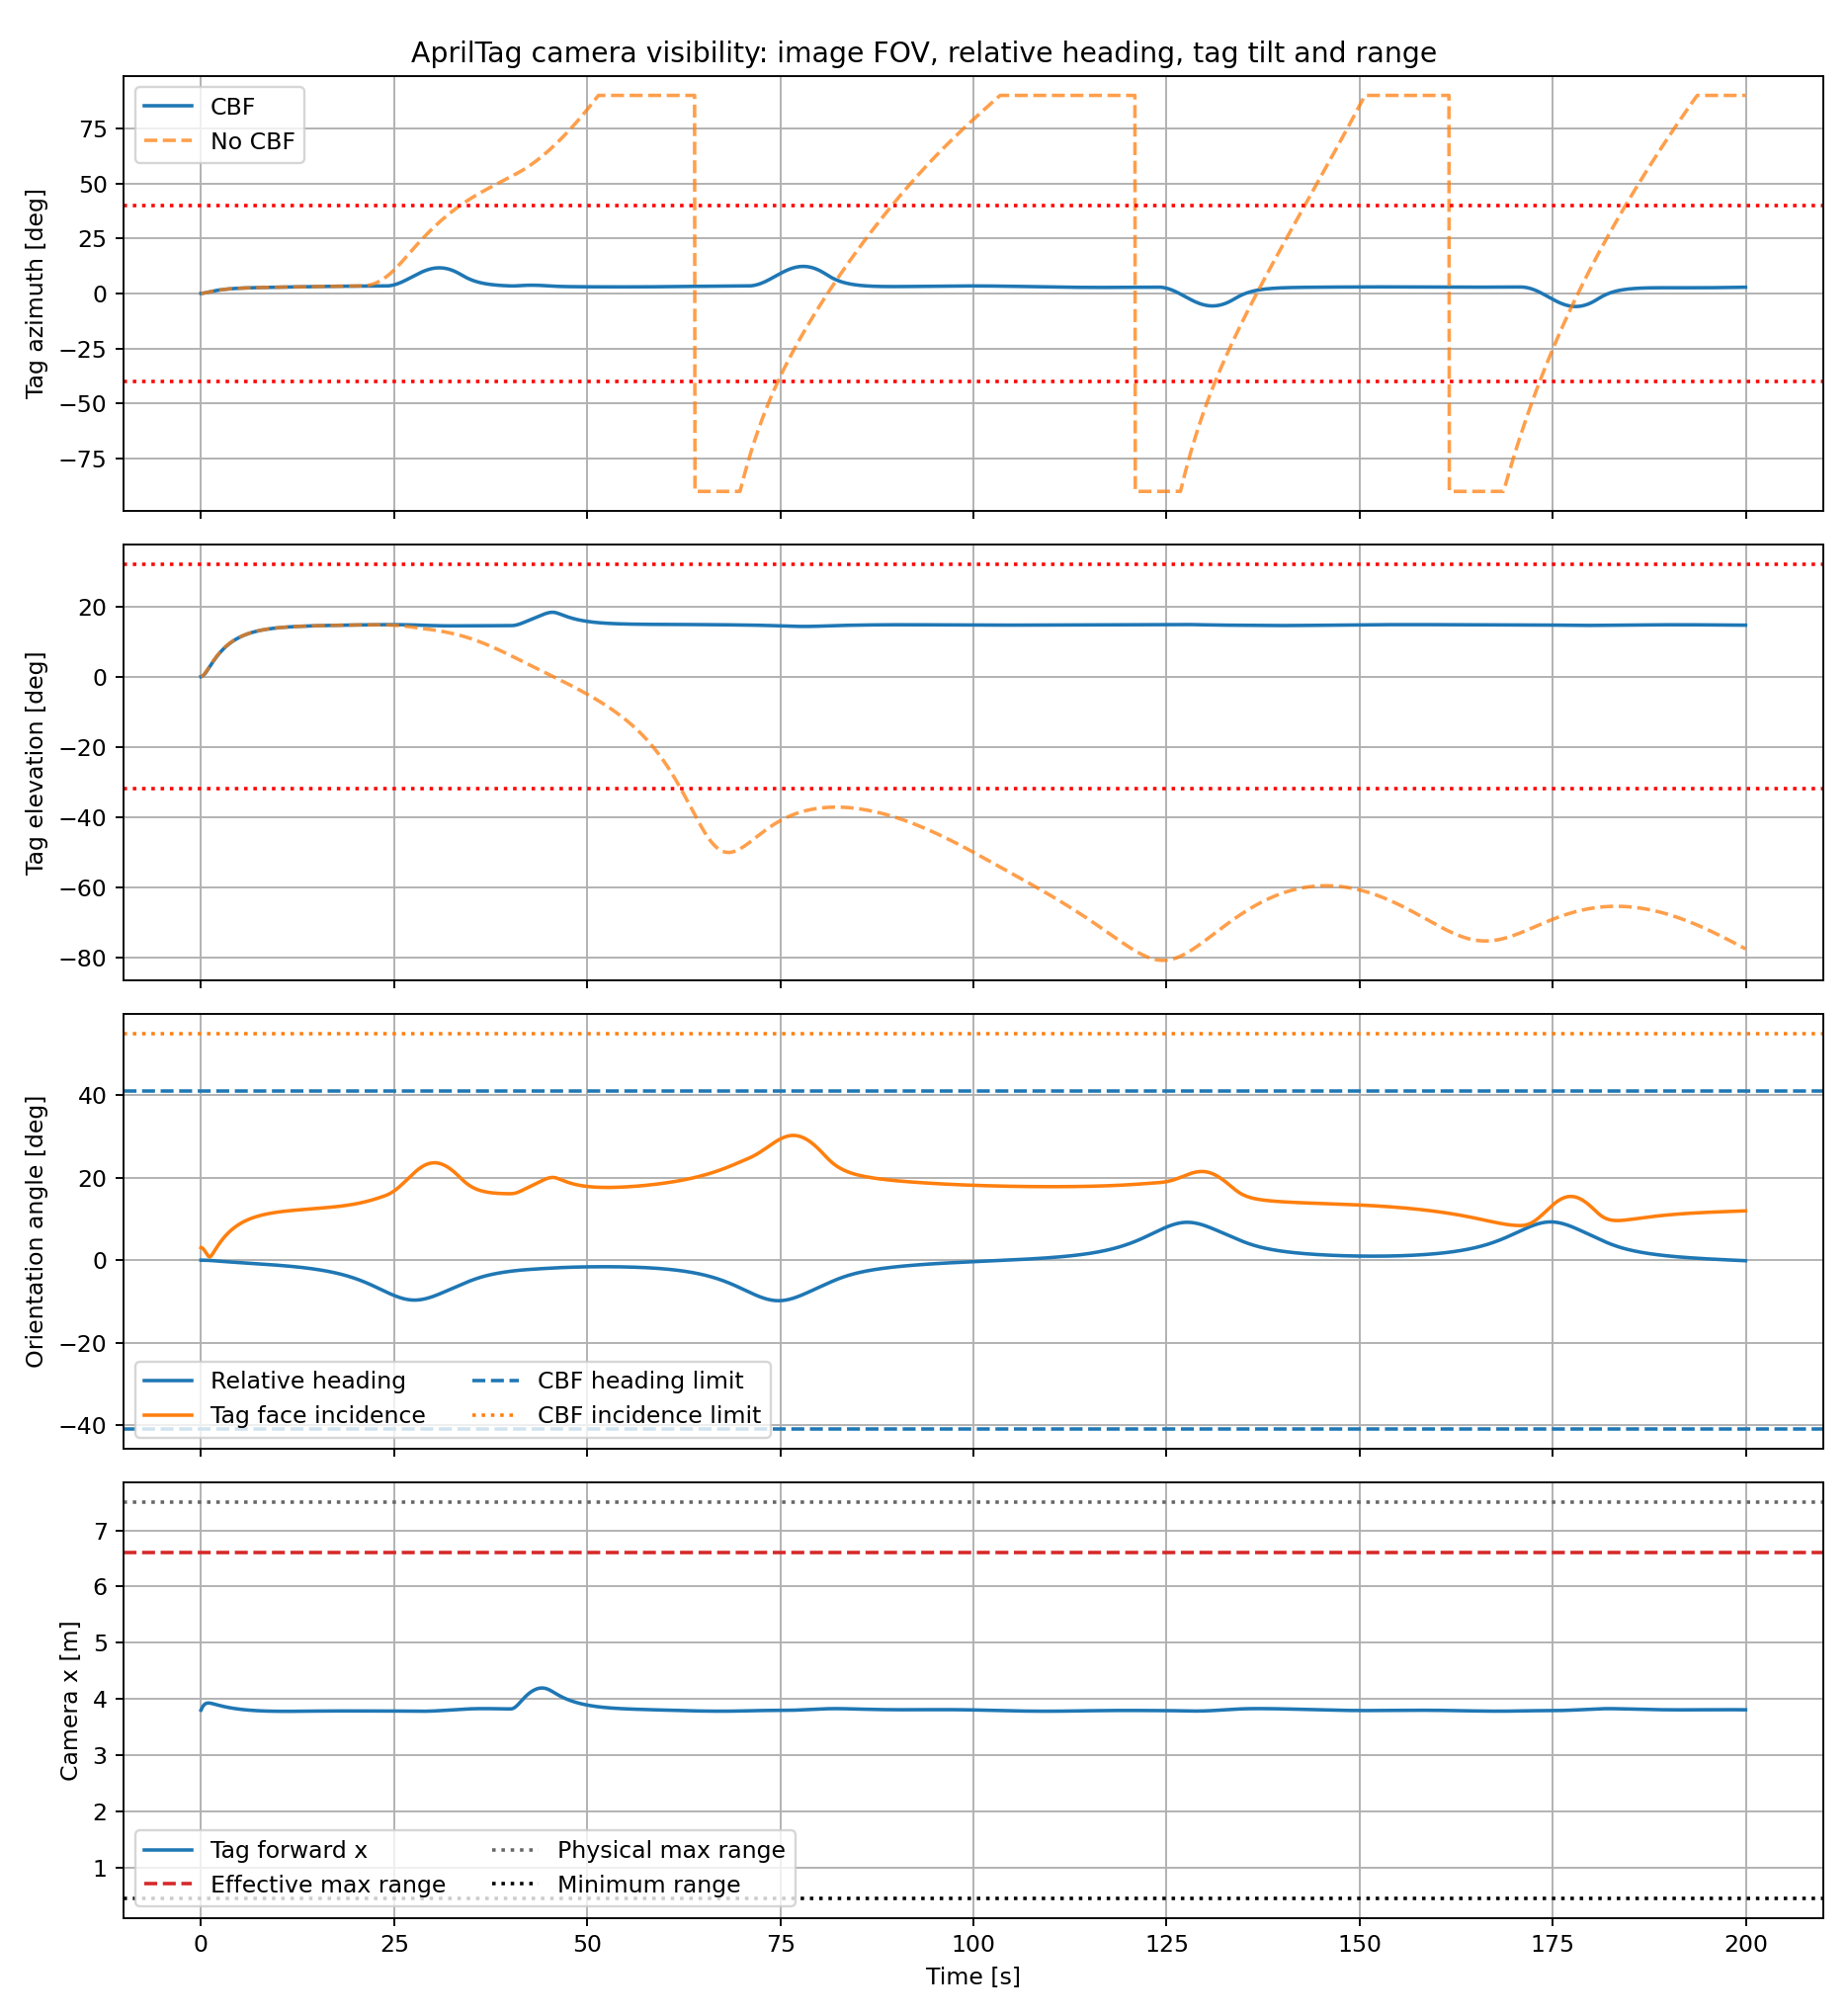 AprilTag camera visibility: image FOV, relative heading, tag tilt and range
CBF
No CBF
Tag azimuth [deg]
75
50
25
0
−25
−50
−75
Tag elevation [deg]
20
0
−20
−40
−60
−80
Orientation angle [deg]
40
20
0
−20
−40
Relative heading
Tag face incidence
CBF heading limit
CBF incidence limit
Camera x [m]
7
6
5
4
3
2
1
Tag forward x
Effective max range
Physical max range
Minimum range
0 25 50 75 100 125 150 175 200
Time [s]